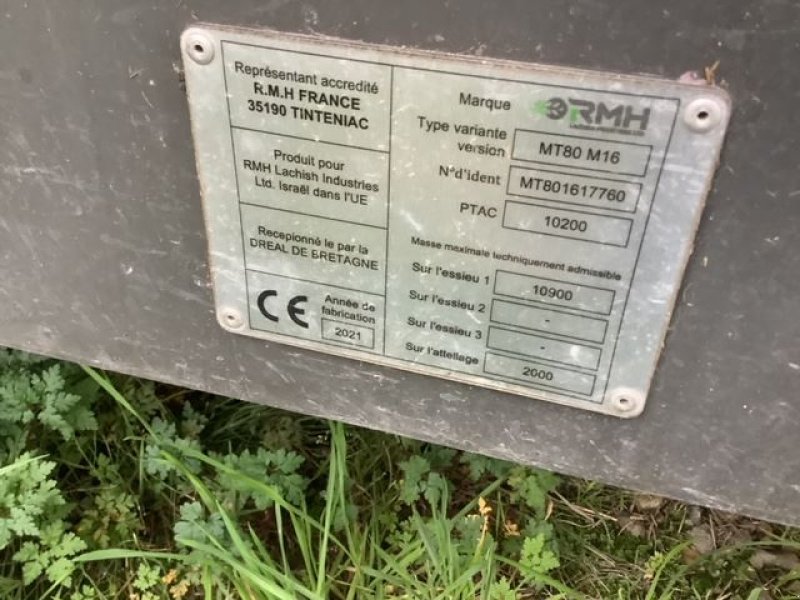 Représentant accredité
R.M.H FRANCE
35190 TINTENIAC
Produit pour
RMH Lachish Industries
Ltd. Israël dans l'UE
Recepionné le par la
DREAL DE BRETAGNE
CE
Année de
fabrication
2021
Marque RMH
Type variante
version MT80 M16
N°d'ident MT801617760
PTAC 10200
Masse maximale techniquement admissible
Sur l'essieu 1 10900
Sur l'essieu 2 -
Sur l'essieu 3 -
Sur l'attellage 2000